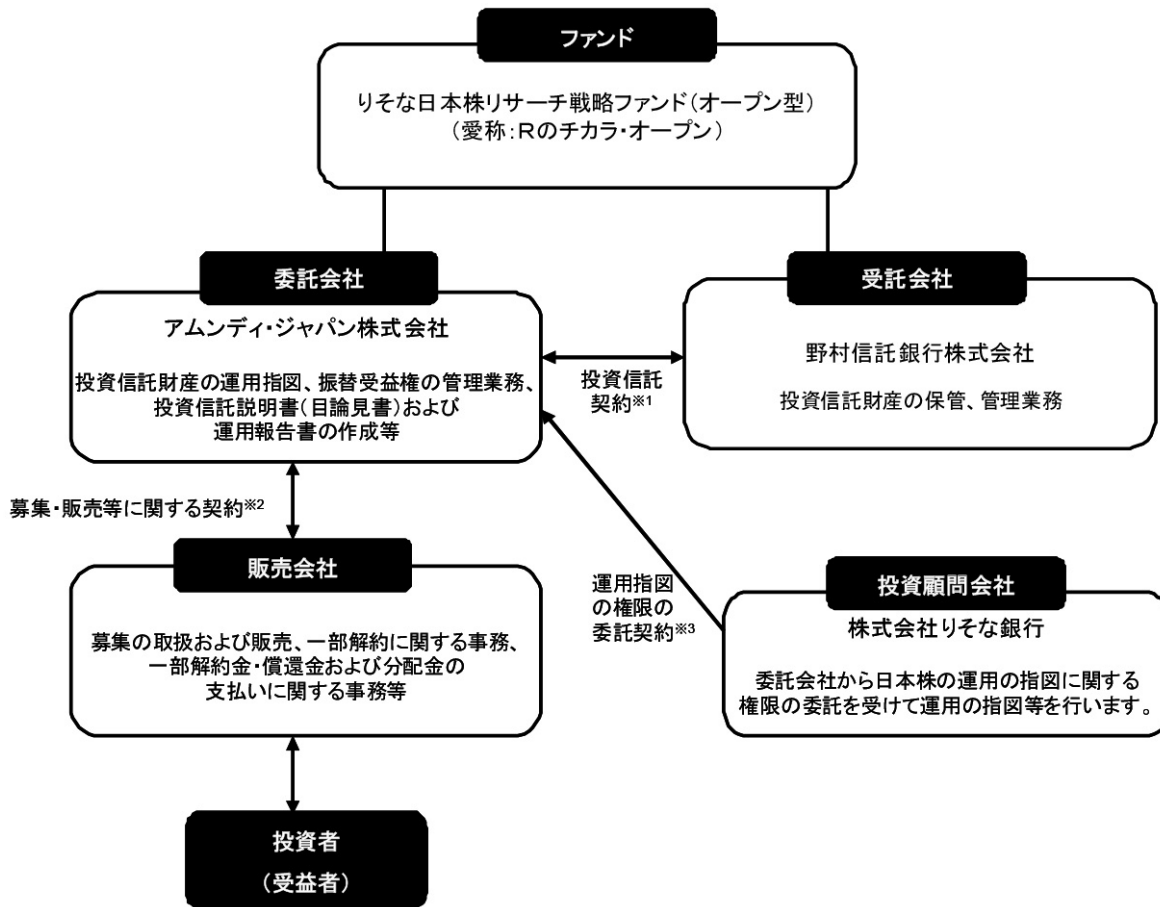 ファンド
りそな日本株リサーチ戦略ファンド(オープン型)
(愛称:Rのチカラ・オープン)
委託会社
アムンディ・ジャパン株式会社
投資信託財産の運用指図、振替受益権の管理業務、
投資信託説明書(目論見書)および
運用報告書の作成等
受託会社
野村信託銀行株式会社
投資信託財産の保管、管理業務
投資信託
契約※1
募集・販売等に関する契約※2
販売会社
募集の取扱および販売、一部解約に関する事務、
一部解約金・償還金および分配金の
支払いに関する事務等
運用指図
の権限の
委託契約※3
投資顧問会社
株式会社りそな銀行
委託会社から日本株の運用の指図に関する
権限の委託を受けて運用の指図等を行います。
投資者
(受益者)